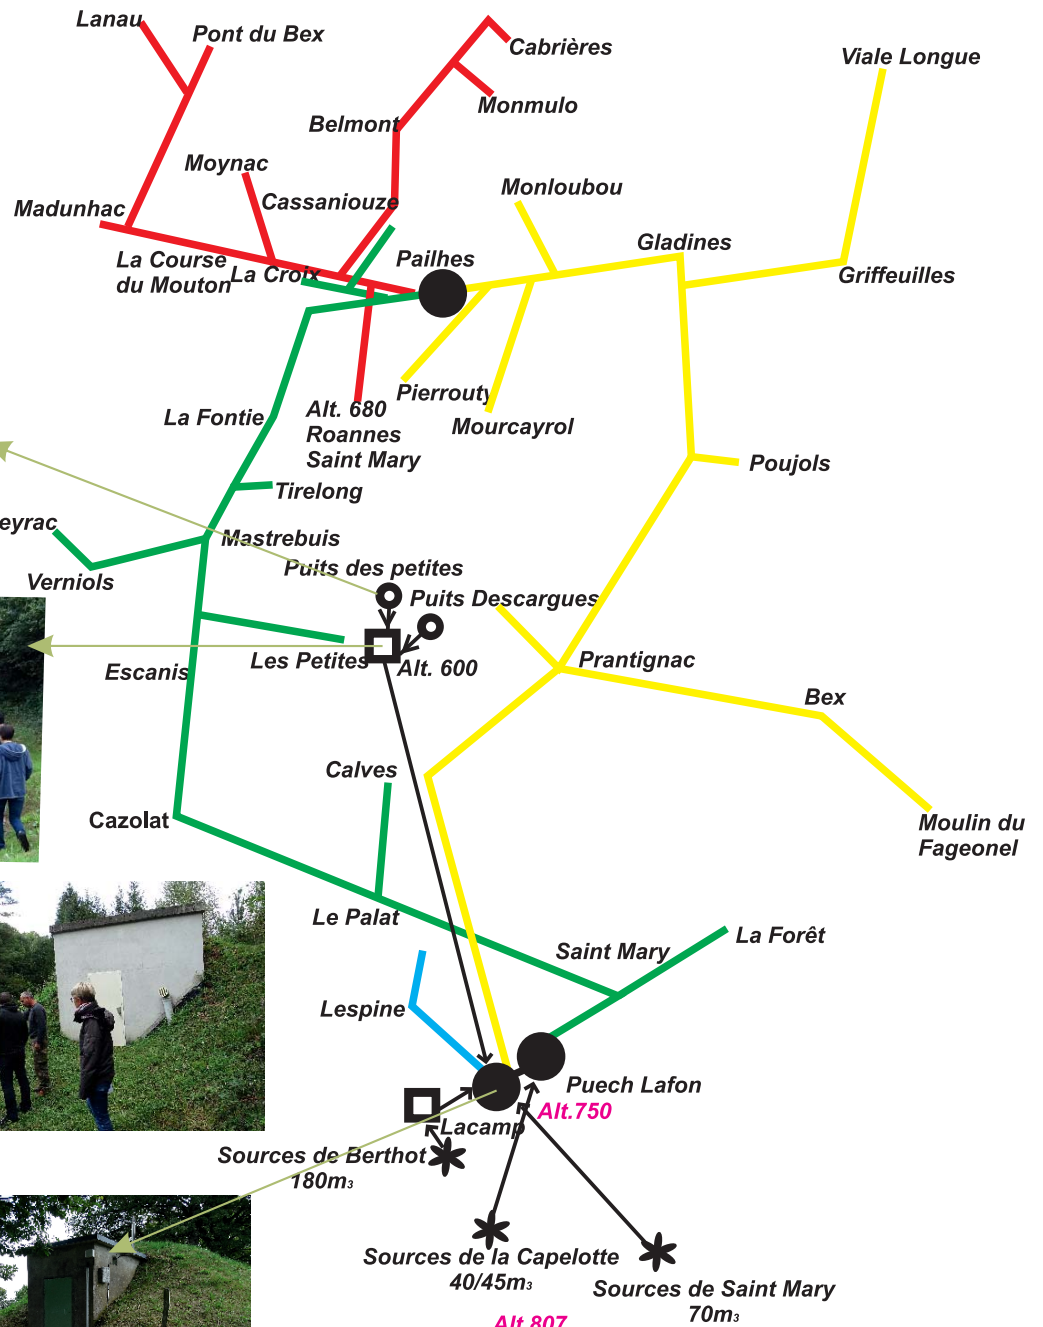 Lanau
Pont du Bex
Cabrières
Viale Longue
Monmulo
Belmont
Moynac
Monloubou
Cassaniouze
Madunhac
Gladines
La Course
du Mouton
La Croix
Pailhes
Griffeuilles
Pierrouty
Alt. 680
Roannes
Saint Mary
La Fontie
Mourcayrol
Poujols
Tirelong
eyrac
Mastrebuis
Puits des petites
Verniols
Puits Descargues
Les Petites
Alt. 600
Prantignac
Escanis
Bex
Calves
Cazolat
Moulin du
Fageonel
Le Palat
La Forêt
Saint Mary
Lespine
Puech Lafon
Alt.750
Lacamp
Sources de Berthot
180m₃
Sources de la Capelotte
40/45m₃
Sources de Saint Mary
70m₃
Alt.807